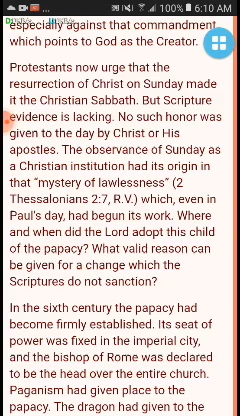 100% 6:10 AM
especially against that commandment
which points to God as the Creator.
Protestants now urge that the
resurrection of Christ on Sunday made
it the Christian Sabbath. But Scripture
evidence is lacking. No such honor was
given to the day by Christ or His
apostles. The observance of Sunday as
a Christian institution had its origin in
that “mystery of lawlessness” (2
Thessalonians 2:7, R.V.) which, even in
Paul's day, had begun its work. Where
and when did the Lord adopt this child
of the papacy? What valid reason can
be given for a change which the
Scriptures do not sanction?
In the sixth century the papacy had
become firmly established. Its seat of
power was fixed in the imperial city,
and the bishop of Rome was declared
to be the head over the entire church.
Paganism had given place to the
papacy. The dragon had given to the